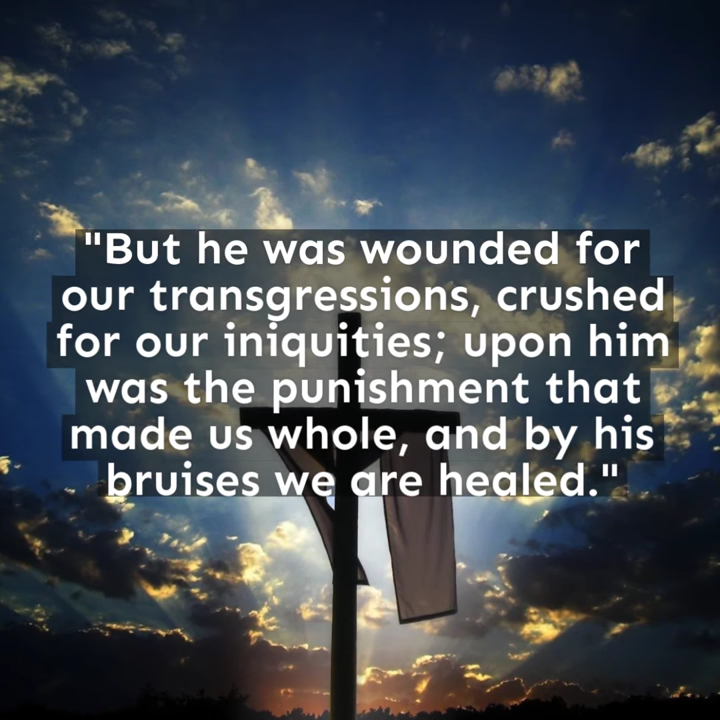 "But he was wounded for
our transgressions, crushed
for our iniquities; upon him
was the punishment that
made us whole, and by his
bruises we are healed."